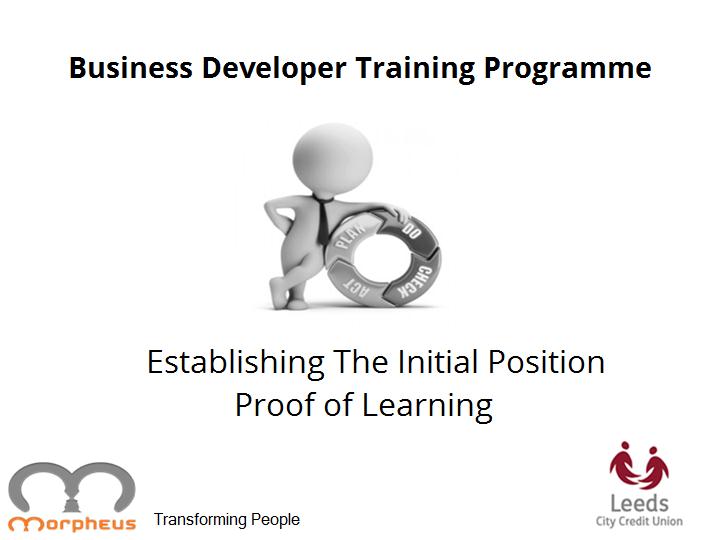 Business Developer Training Programme
PLAN
DO
CHECK
ACT
Establishing The Initial Position
Proof of Learning
morpheus
Transforming People
Leeds
City Credit Union